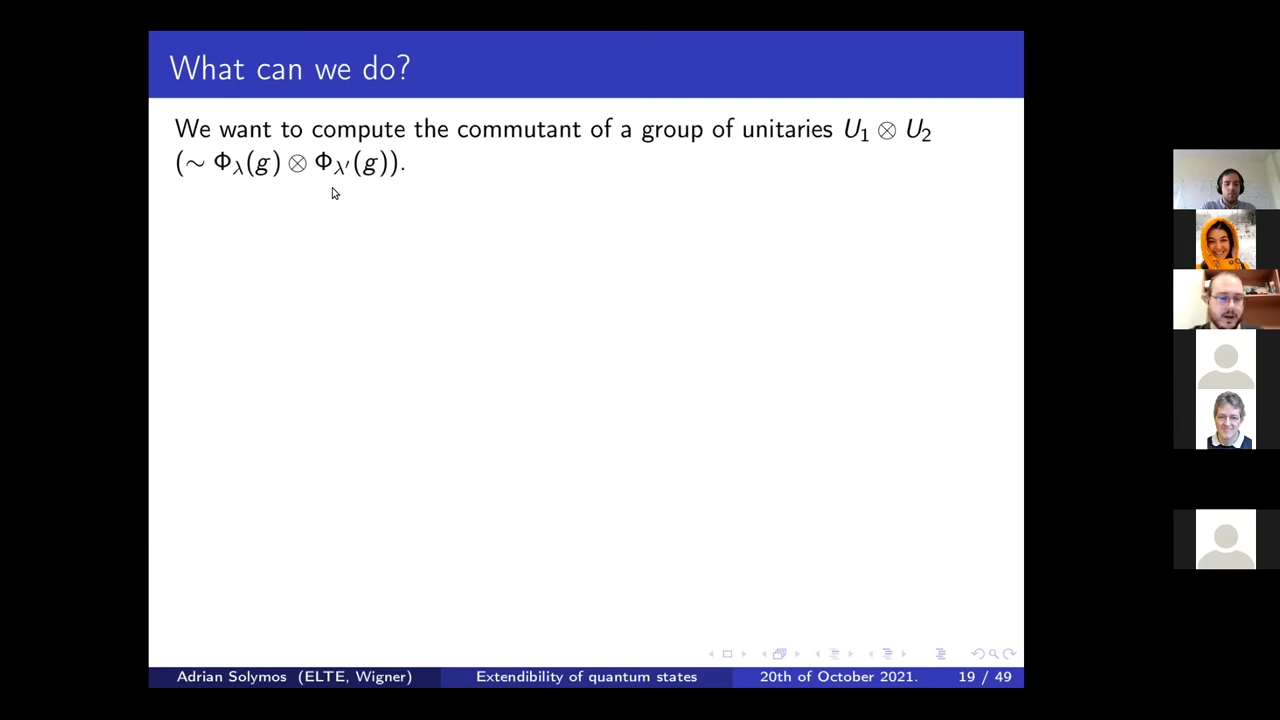 What can we do?
We want to compute the commutant of a group of unitaries U₁ ⊗ U₂
(∼ Φ_λ(g) ⊗ Φ_λ′(g)).
Adrian Solymos (ELTE, Wigner) Extendibility of quantum states 20th of October 2021. 19 / 49